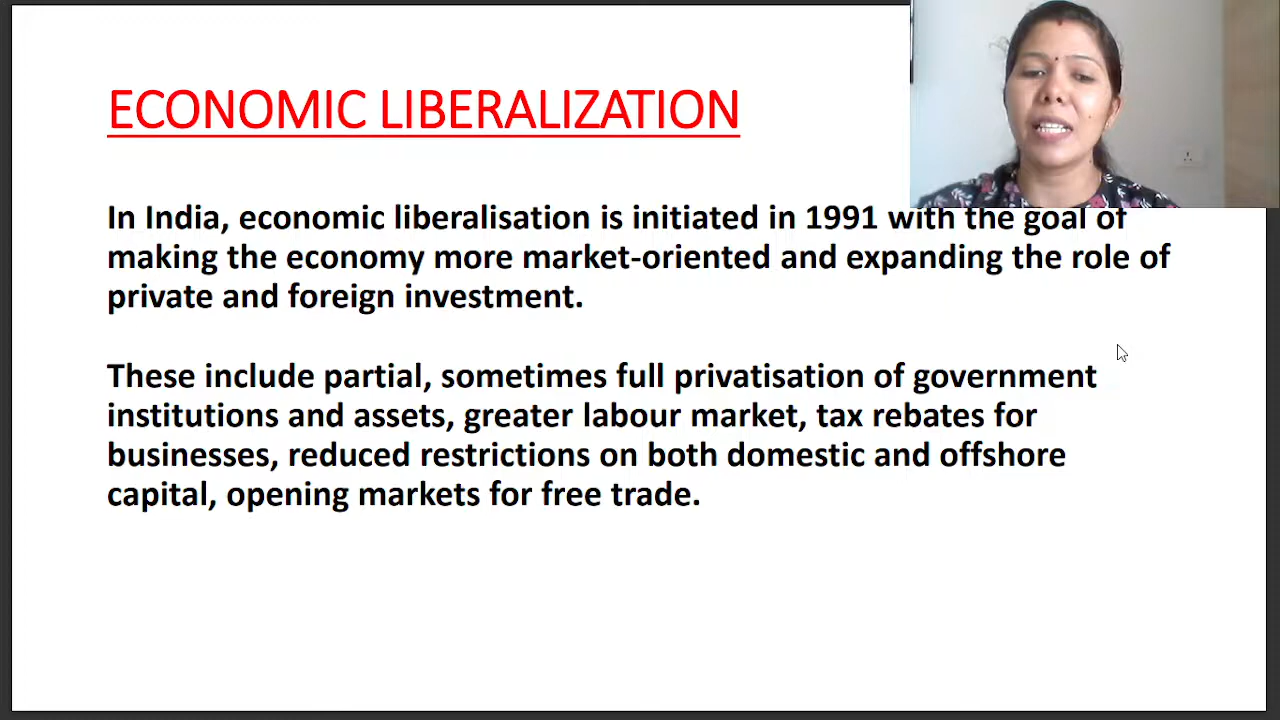 ECONOMIC LIBERALIZATION
In India, economic liberalisation is initiated in 1991 with the goal of
making the economy more market-oriented and expanding the role of
private and foreign investment.
These include partial, sometimes full privatisation of government
institutions and assets, greater labour market, tax rebates for
businesses, reduced restrictions on both domestic and offshore
capital, opening markets for free trade.